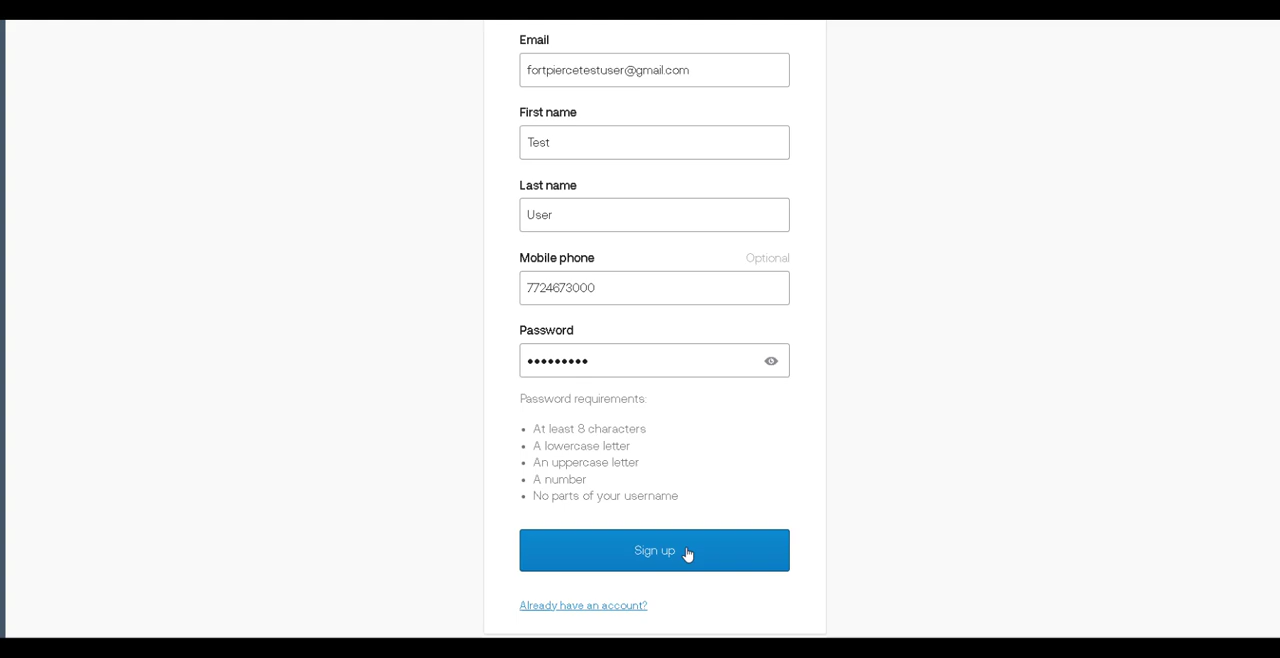 Email
fortpiercetestuser@gmail.com
First name
Test
Last name
User
Mobile phone Optional
7724673000
Password
•••••••••
Password requirements:
• At least 8 characters
• A lowercase letter
• An uppercase letter
• A number
• No parts of your username
Sign up
Already have an account?